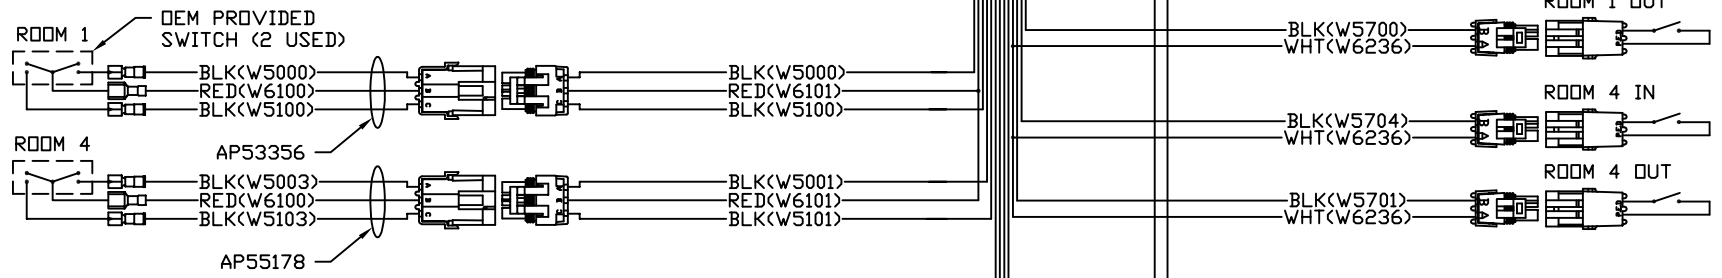 OEM PROVIDED
SWITCH (2 USED)
ROOM 1
BLK(W5000)
RED(W6100)
BLK(W5100)
A
B
C
BLK(W5000)
RED(W6101)
BLK(W5100)
AP53356
ROOM 4
BLK(W5003)
RED(W6100)
BLK(W5103)
A
B
C
BLK(W5001)
RED(W6101)
BLK(W5101)
AP55178
ROOM 1 OUT
BLK(W5700)
WHT(W6236)
B
A
ROOM 4 IN
BLK(W5704)
WHT(W6236)
B
A
ROOM 4 OUT
BLK(W5701)
WHT(W6236)
B
A